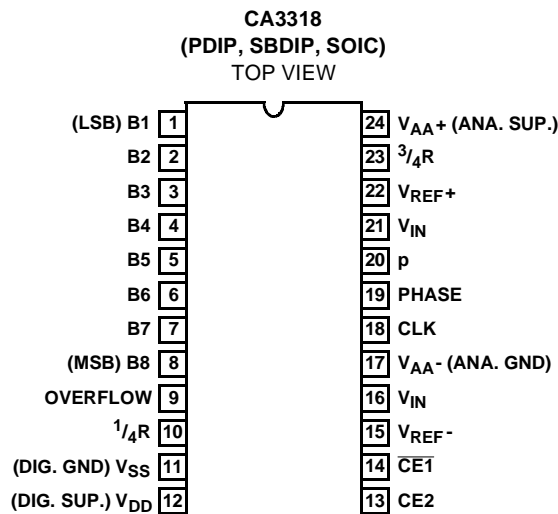 CA3318
(PDIP, SBDIP, SOIC)
TOP VIEW
(LSB) B1 1
B2 2
B3 3
B4 4
B5 5
B6 6
B7 7
(MSB) B8 8
OVERFLOW 9
1/4R 10
(DIG. GND) VSS 11
(DIG. SUP.) VDD 12
24 VAA+ (ANA. SUP.)
23 3/4R
22 VREF+
21 VIN
20 p
19 PHASE
18 CLK
17 VAA- (ANA. GND)
16 VIN
15 VREF-
14 C̅E̅1̅
13 CE2